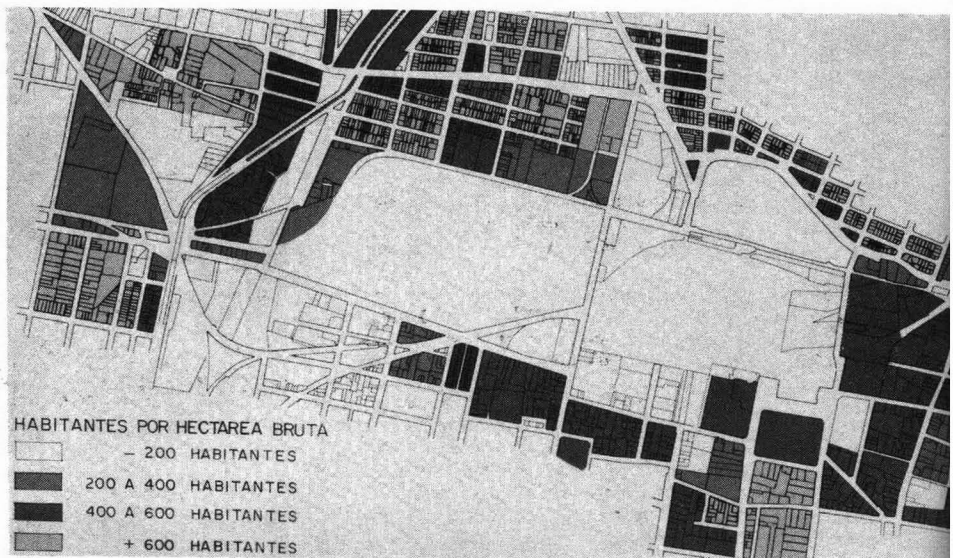 HABITANTES POR HECTAREA BRUTA
- 200 HABITANTES
200 A 400 HABITANTES
400 A 600 HABITANTES
+ 600 HABITANTES